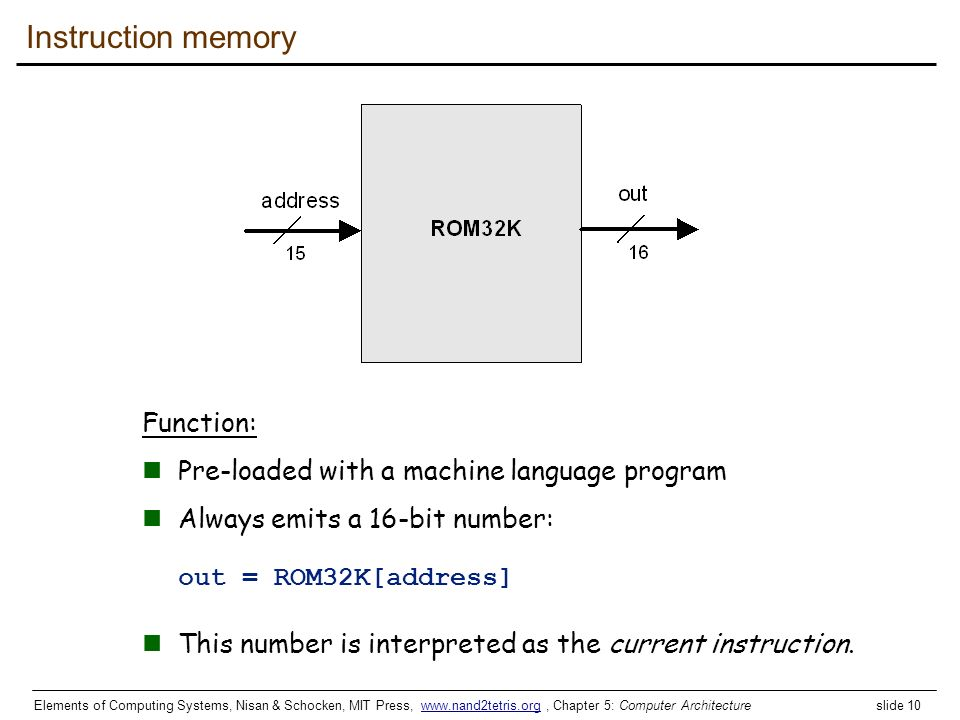 Instruction memory
address
15
ROM32K
out
16
Function:
Pre-loaded with a machine language program
Always emits a 16-bit number:
out = ROM32K[address]
This number is interpreted as the current instruction.
Elements of Computing Systems, Nisan & Schocken, MIT Press, www.nand2tetris.org , Chapter 5: Computer Architecture slide 10